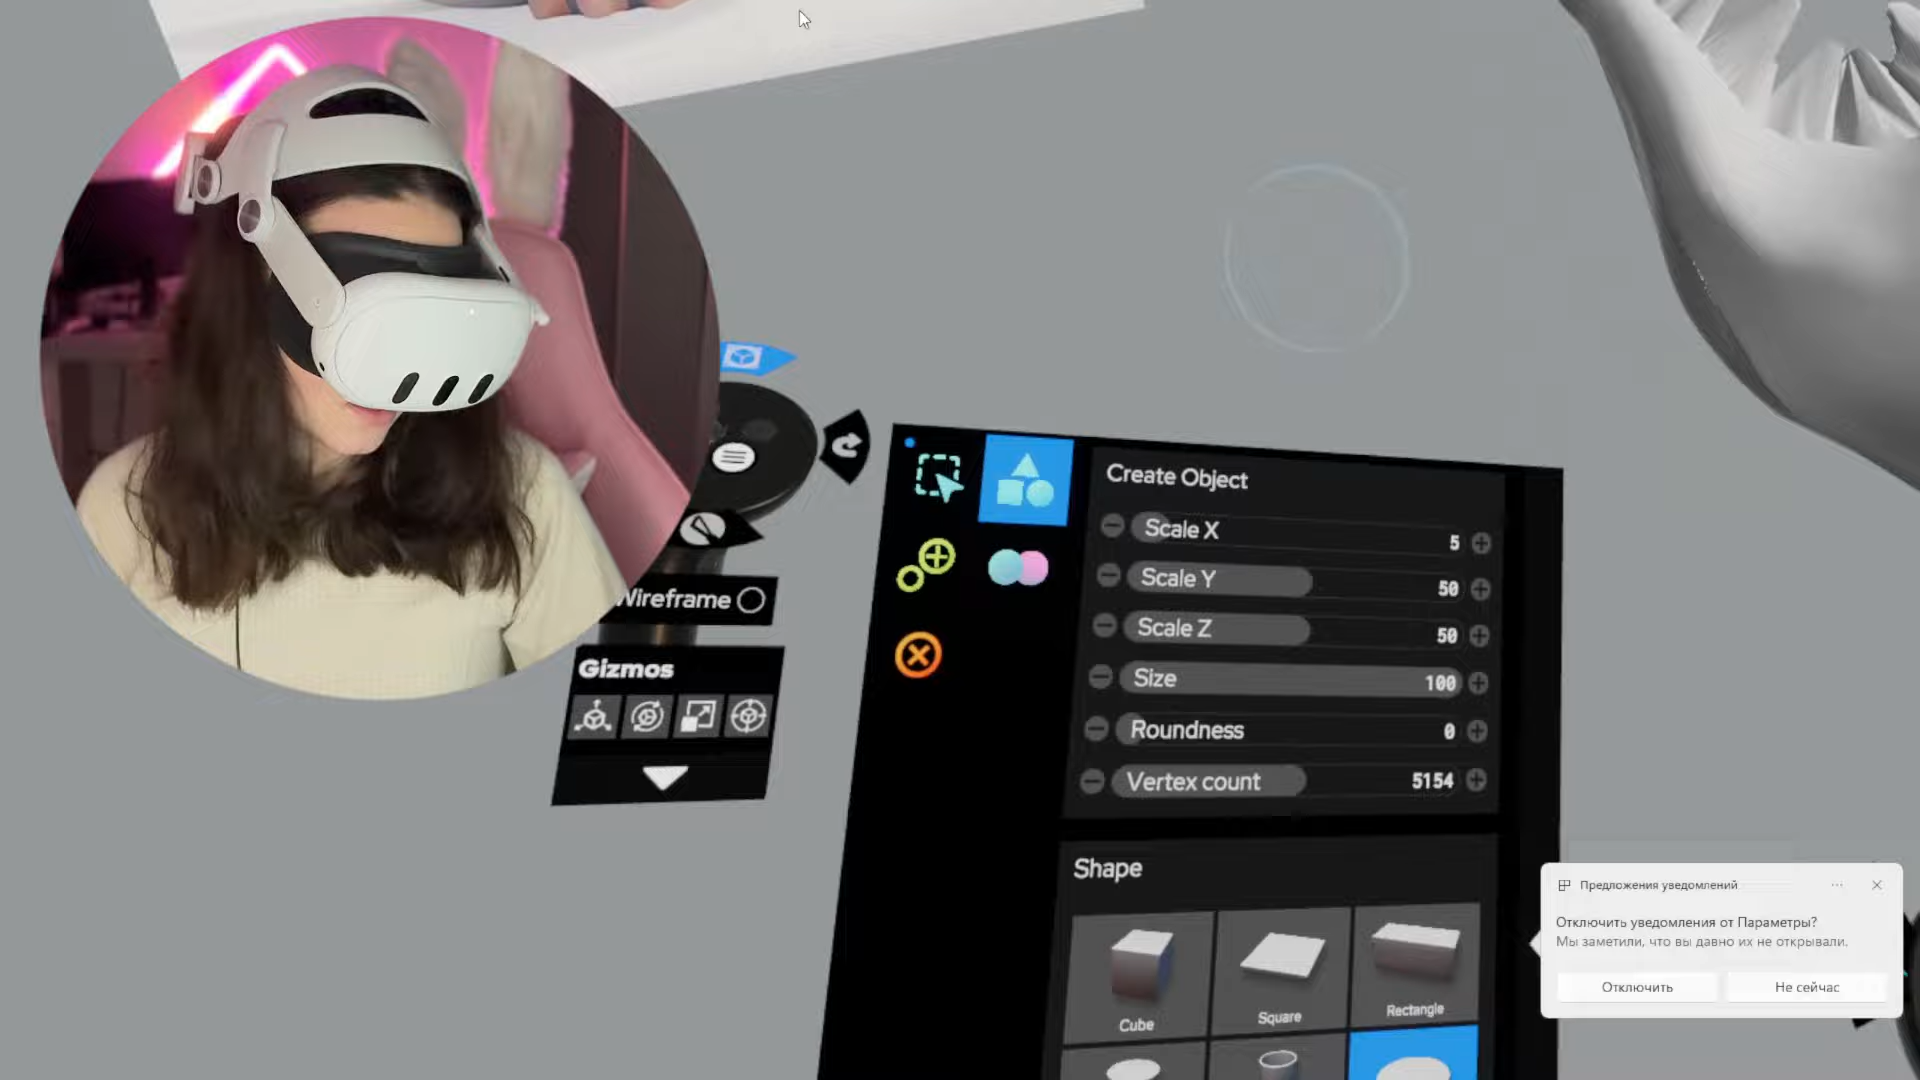 Create Object
Scale X
5
Scale Y
50
Scale Z
50
Size
100
Roundness
0
Vertex count
5154
Wireframe
Gizmos
Shape
Cube
Square
Rectangle
Предложения уведомлений
Отключить уведомления от Параметры?
Мы заметили, что вы давно их не открывали.
Отключить
Не сейчас